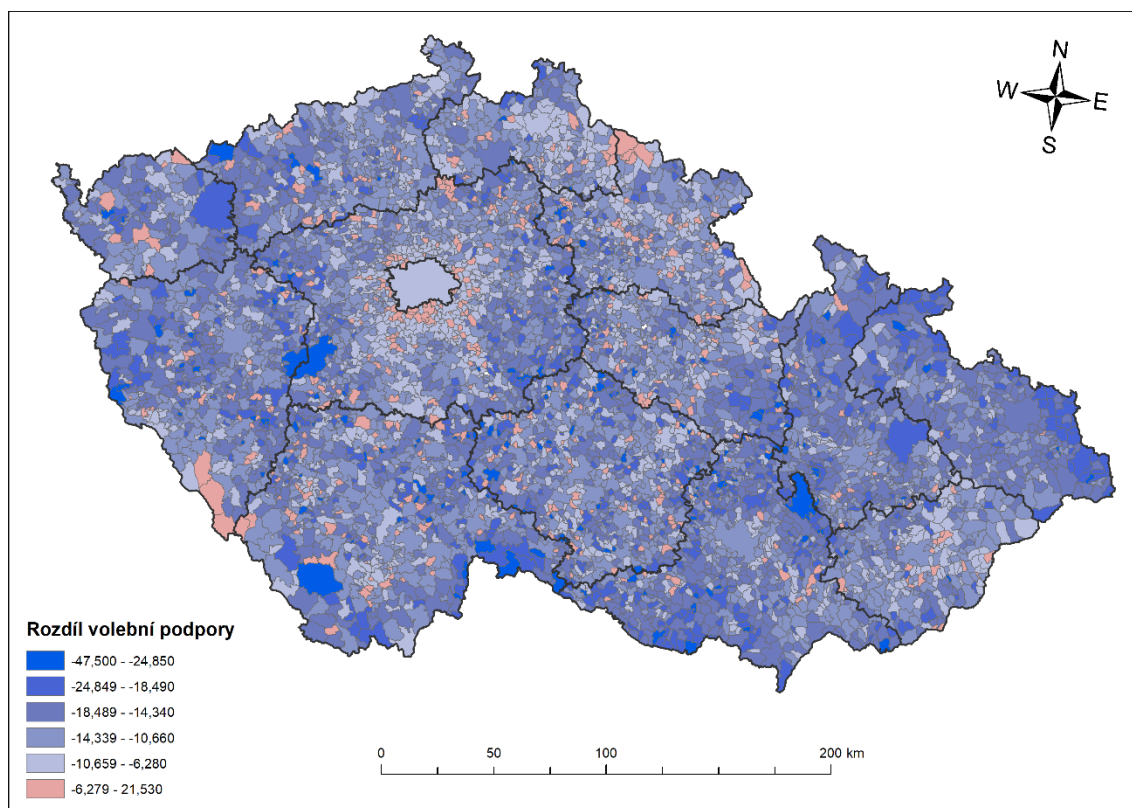 N
W E
S
Rozdíl volební podpory
-47,500 - -24,850
-24,849 - -18,490
-18,489 - -14,340
-14,339 - -10,660
-10,659 - -6,280
-6,279 - 21,530
0 50 100 200 km